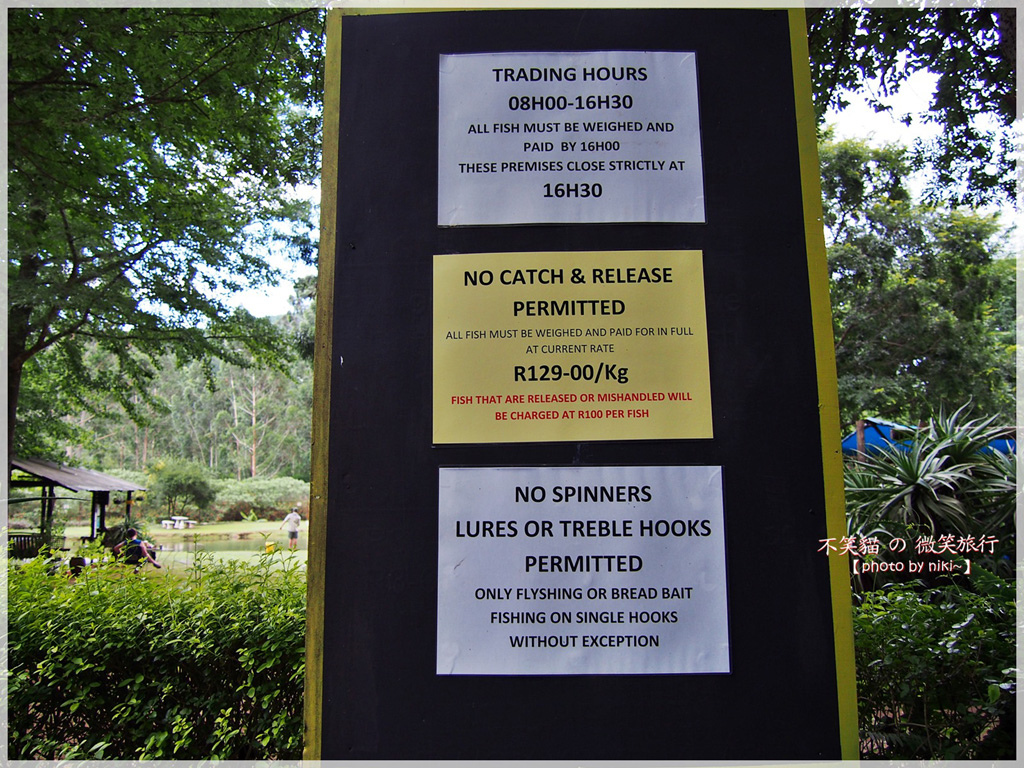 TRADING HOURS
08H00-16H30
ALL FISH MUST BE WEIGHED AND
PAID BY 16H00
THESE PREMISES CLOSE STRICTLY AT
16H30
NO CATCH & RELEASE
PERMITTED
ALL FISH MUST BE WEIGHED AND PAID FOR IN FULL
AT CURRENT RATE
R129-00/Kg
FISH THAT ARE RELEASED OR MISHANDLED WILL
BE CHARGED AT R100 PER FISH
NO SPINNERS
LURES OR TREBLE HOOKS
PERMITTED
ONLY FLYSHING OR BREAD BAIT
FISHING ON SINGLE HOOKS
WITHOUT EXCEPTION
不笑貓 の 微笑旅行
【photo by niki~】